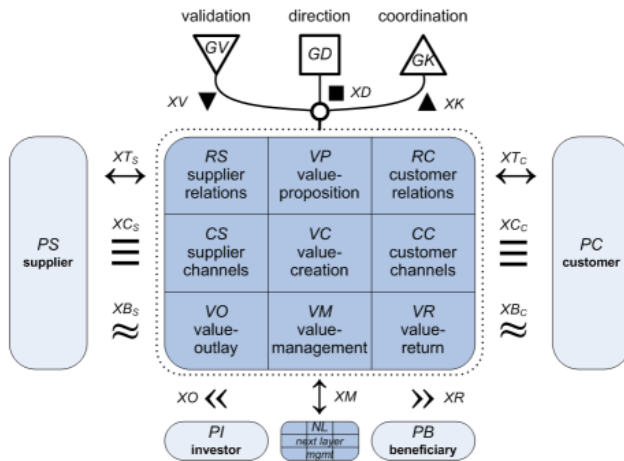 validation direction coordination
GV GD GK
XV XD XK
XTS XTC
RS VP RC
supplier value- customer
relations proposition relations
XCS XCC
CS VC CC
supplier value- customer
channels creation channels
PS PC
supplier customer
XBS XBC
VO VM VR
value- value- value-
outlay management return
XO XM XR
PI NL PB
investor next layer beneficiary
mgmt